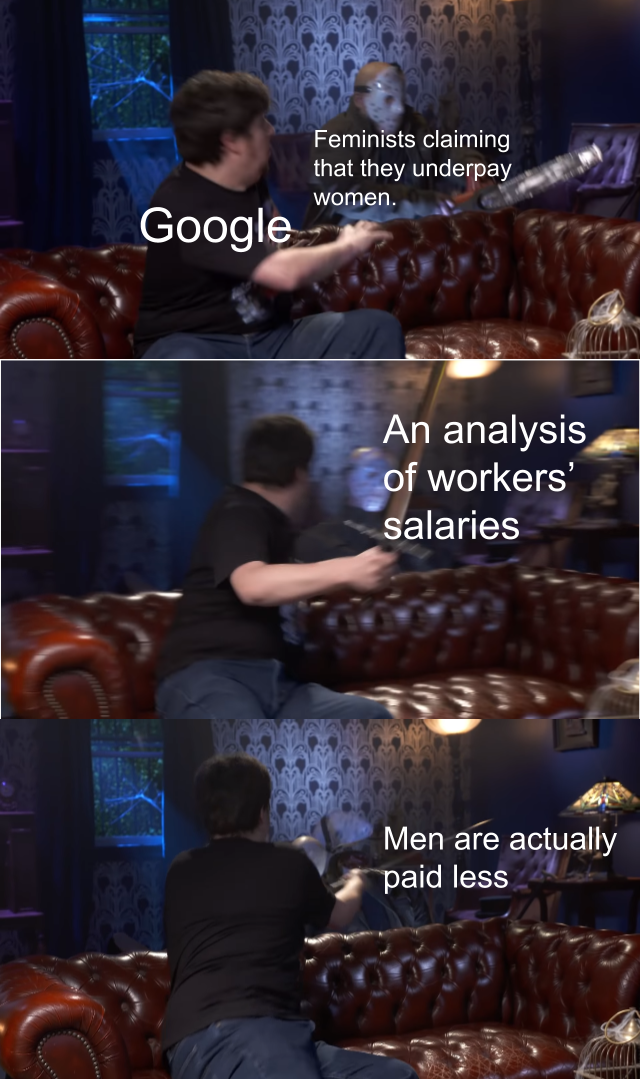 Feminists claiming
that they underpay
women.
Google
An analysis
of workers’
salaries
Men are actually
paid less